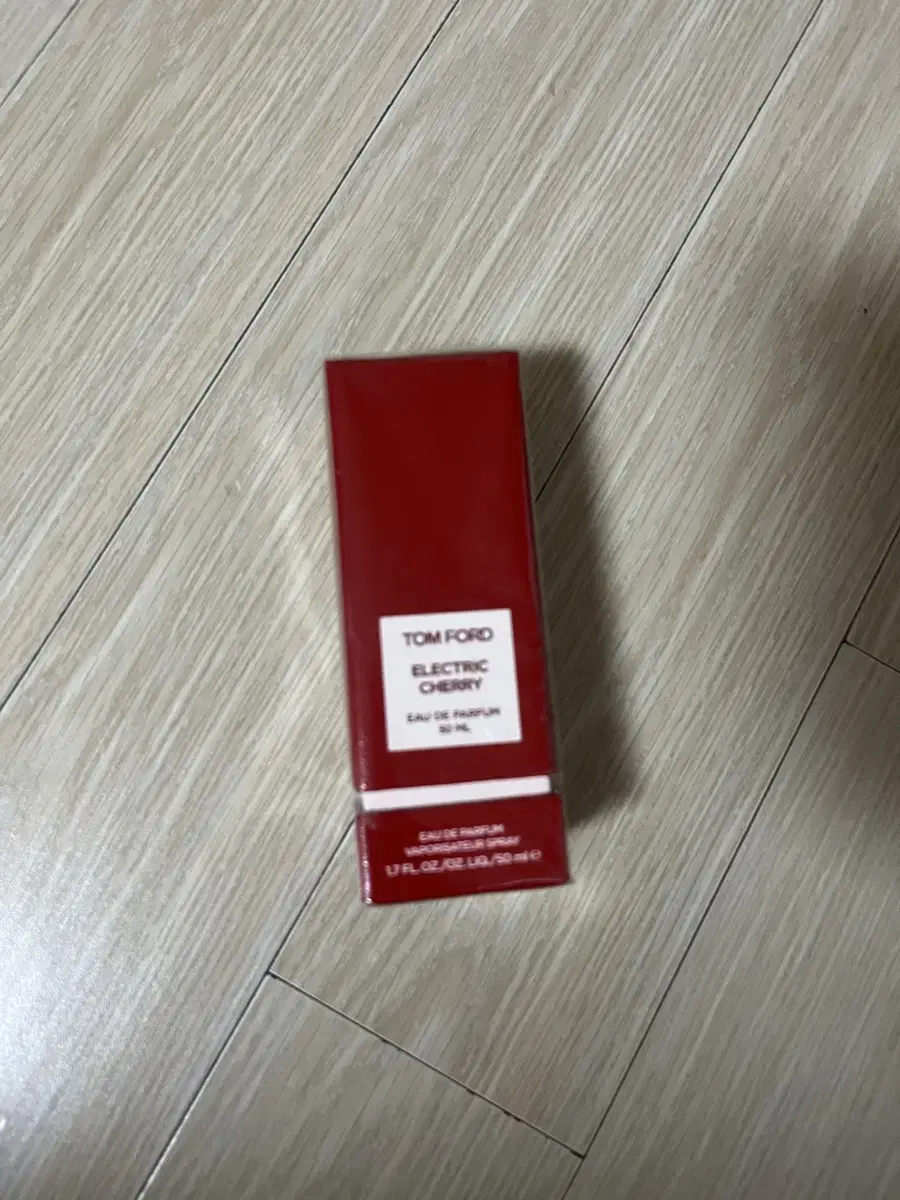 TOM FORD
ELECTRIC
CHERRY
EAU DE PARFUM
50 ML
EAU DE PARFUM
VAPORISATEUR SPRAY
1.7 FL.OZ./OZ. LIQ./50 ml ℮